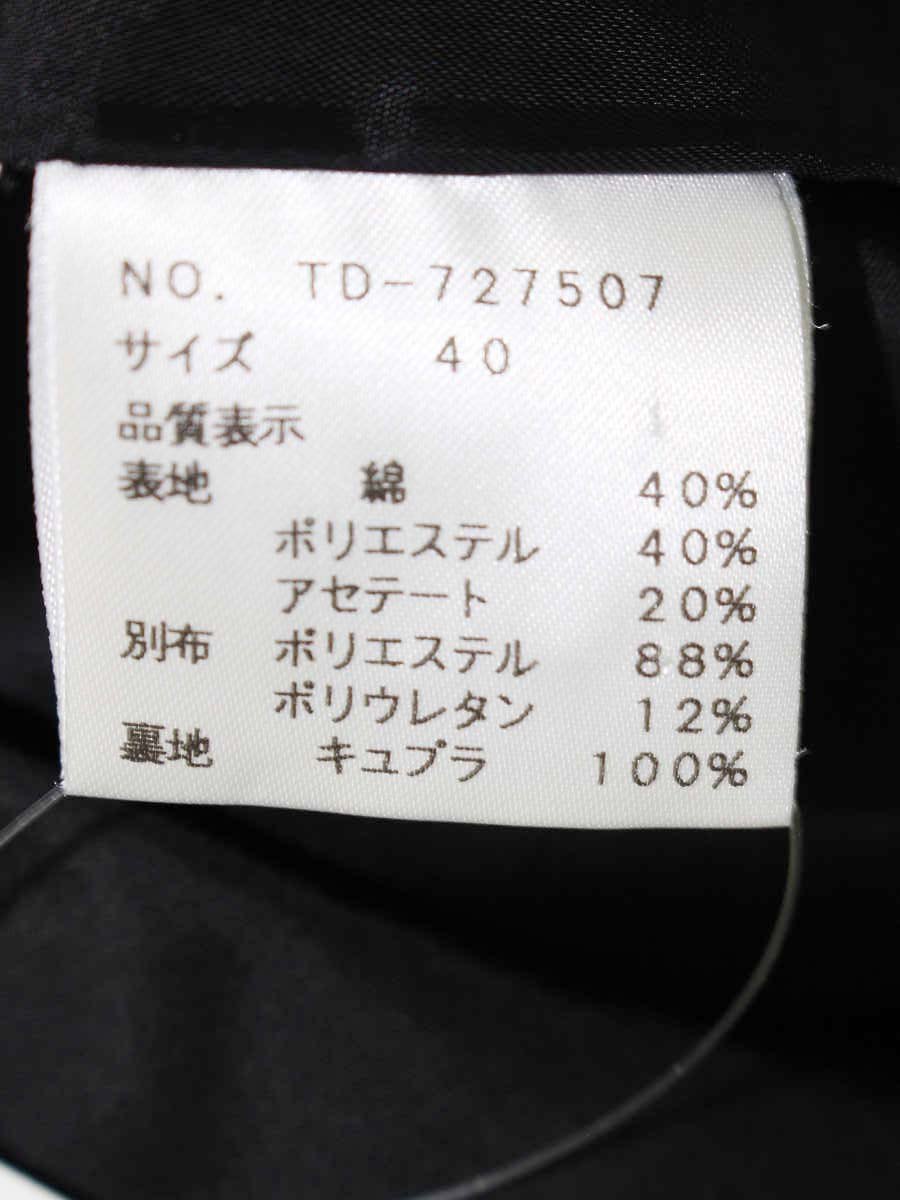 NO. TD-727507
サイズ 40
品質表示
表地 綿 40%
ポリエステル 40%
アセテート 20%
別布 ポリエステル 88%
ポリウレタン 12%
裏地 キュプラ 100%